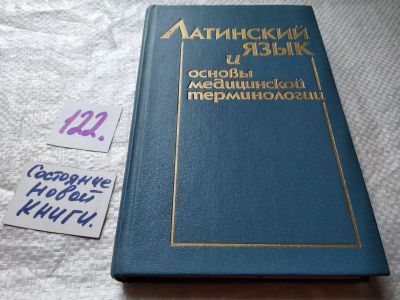 Латинский
язык
и
основы
медицинской
терминологии
122.
Состояние
новой
книги.